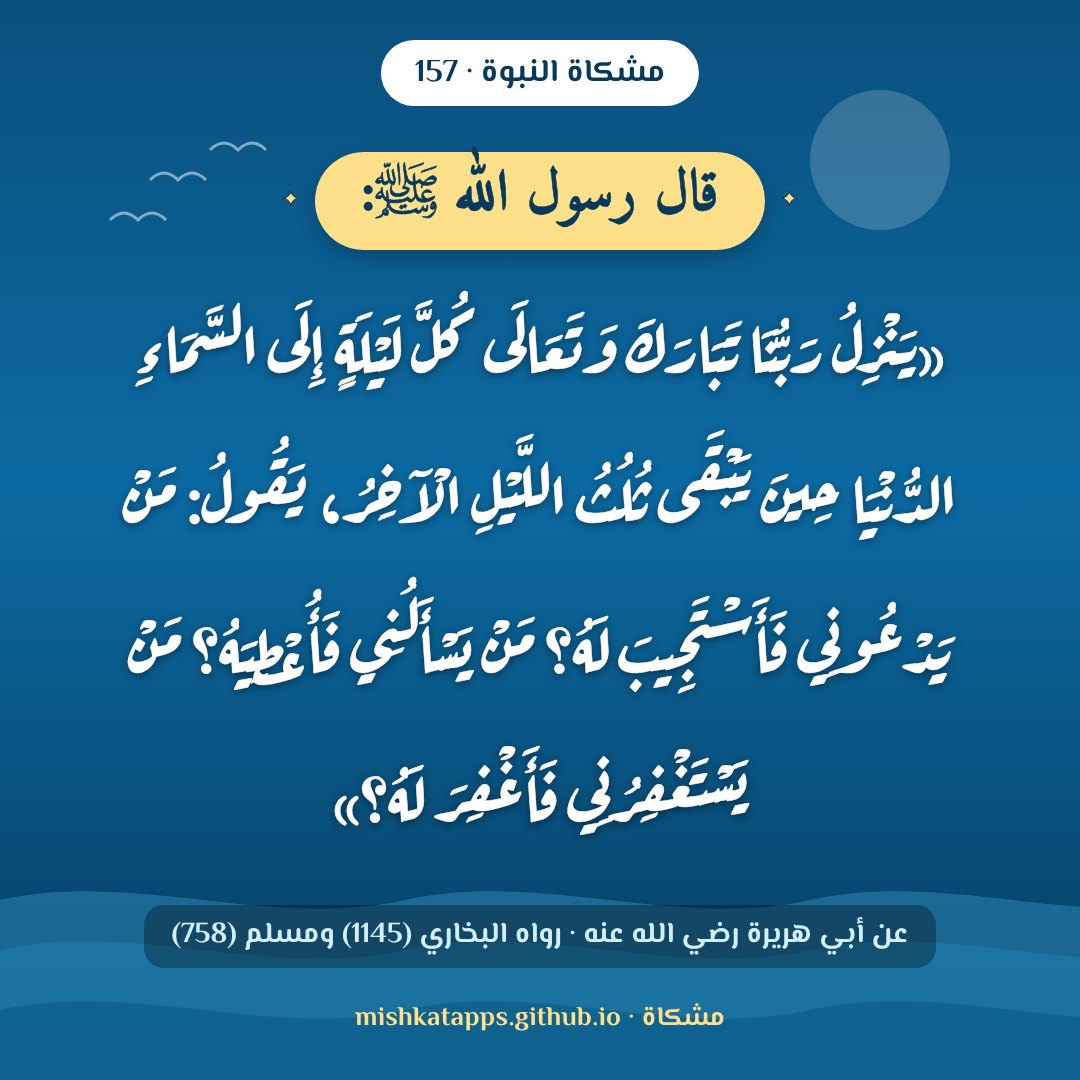 مشكاة النبوة · 157
قال رسول الله ﷺ:
«يَنْزِلُ رَبُّنَا تَبَارَكَ وَتَعَالَى كُلَّ لَيْلَةٍ إِلَى السَّمَاءِ
الدُّنْيَا حِينَ يَبْقَى ثُلُثُ اللَّيْلِ الْآخِرُ، يَقُولُ: مَنْ
يَدْعُونِي فَأَسْتَجِيبَ لَهُ؟ مَنْ يَسْأَلُنِي فَأُعْطِيَهُ؟ مَنْ
يَسْتَغْفِرُنِي فَأَغْفِرَ لَهُ؟»
عن أبي هريرة رضي الله عنه · رواه البخاري (1145) ومسلم (758)
مشكاة · mishkatapps.github.io